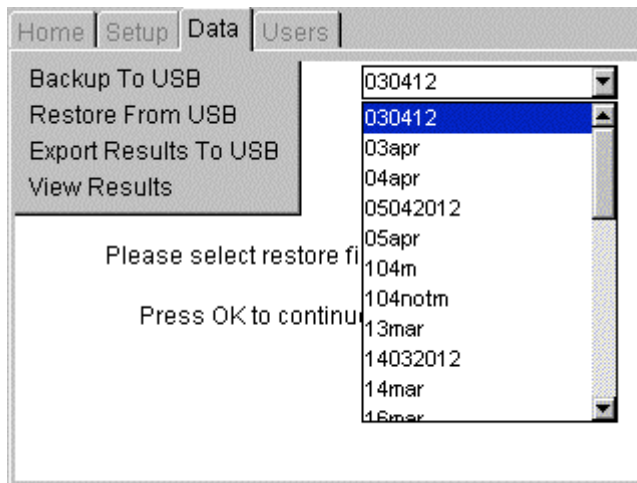 Home Setup Data Users
Backup To USB
Restore From USB
Export Results To USB
View Results
030412
030412
03apr
04apr
05042012
05apr
104m
104notm
13mar
14032012
14mar
16mar
Please select restore fi
Press OK to continu